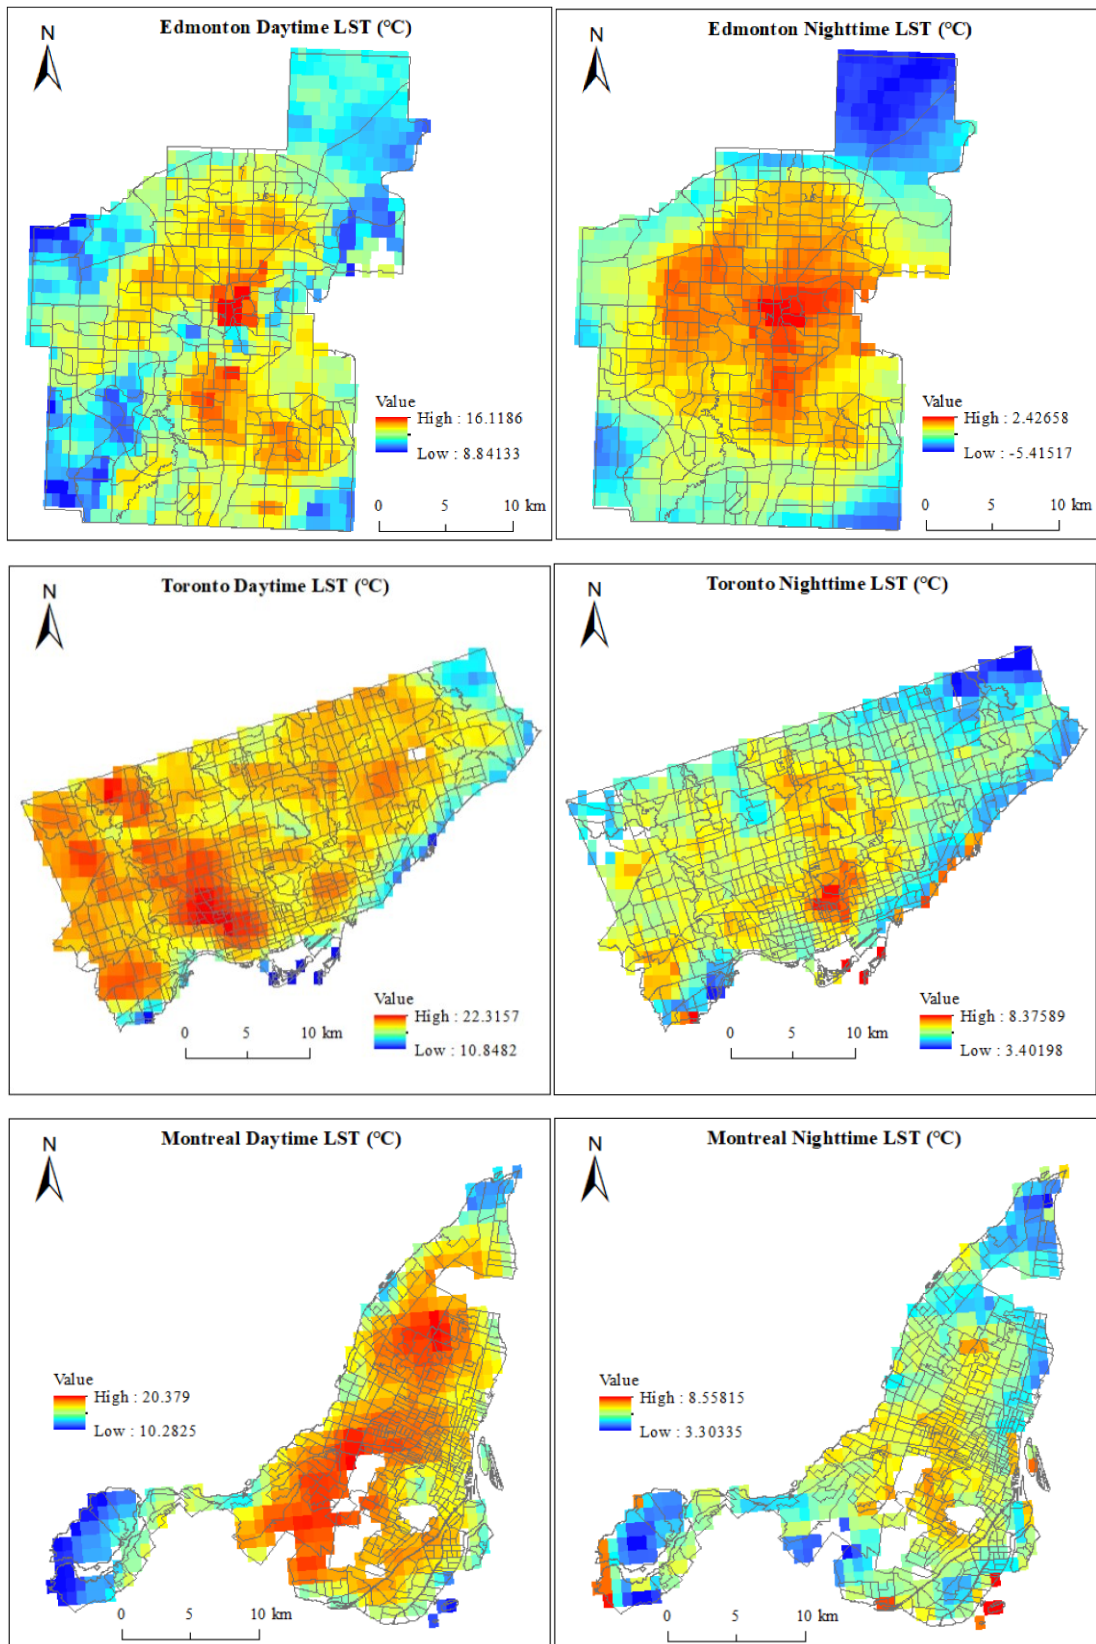 Edmonton Daytime LST (°C)
N
Value
High : 16.1186
Low : 8.84133
0 5 10 km
Edmonton Nighttime LST (°C)
N
Value
High : 2.42658
Low : -5.41517
0 5 10 km
Toronto Daytime LST (°C)
N
Value
High : 22.3157
Low : 10.8482
0 5 10 km
Toronto Nighttime LST (°C)
N
Value
High : 8.37589
Low : 3.40198
0 5 10 km
Montreal Daytime LST (°C)
N
Value
High : 20.379
Low : 10.2825
0 5 10 km
Montreal Nighttime LST (°C)
N
Value
High : 8.55815
Low : 3.30335
0 5 10 km